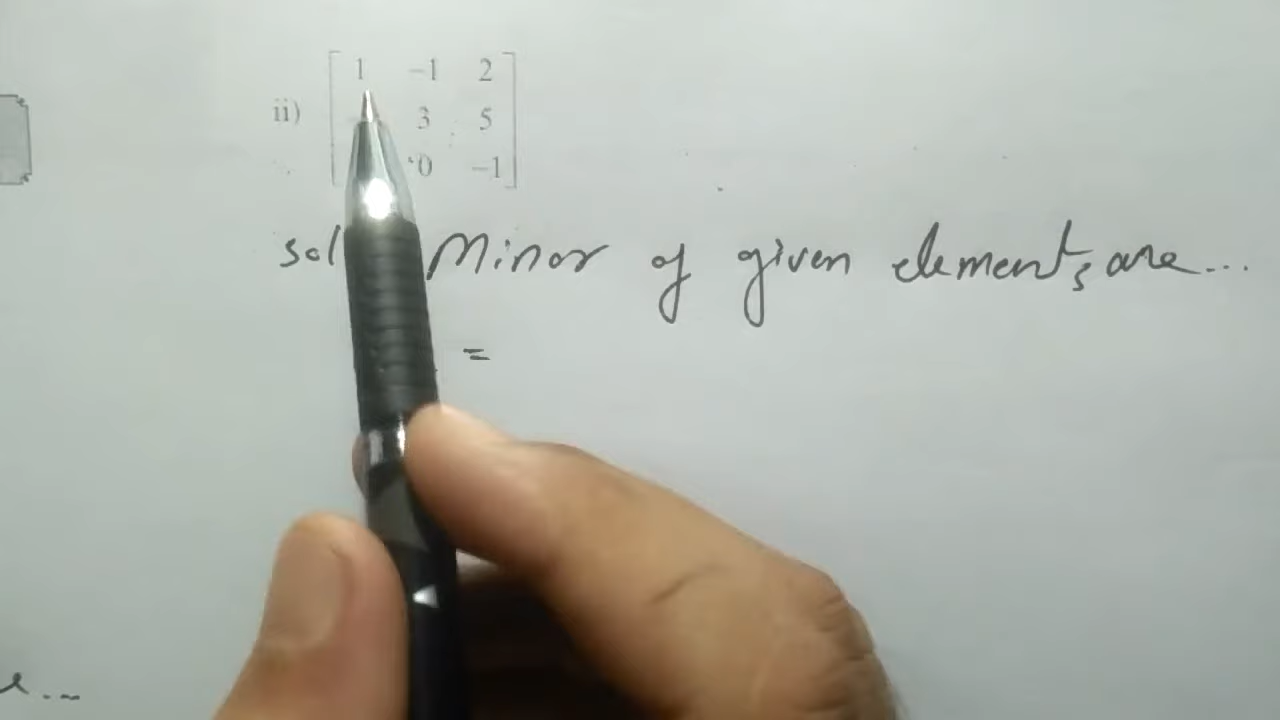 1 -1 2
ii) 3 5
0 -1
sol Minor of given elements are...
=